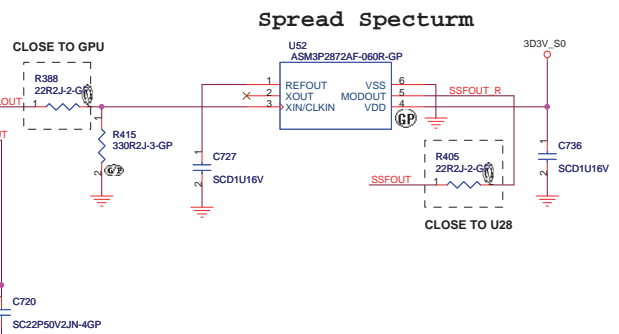 Spread Specturm
CLOSE TO GPU
U52
ASM3P2872AF-060R-GP
3D3V_S0
R388
22R2J-2-GP
LOUT
1
2
1 REFOUT VSS 6
2 XOUT MODOUT 5 SSFOUT_R
3 XIN/CLKIN VDD 4
GP
1
R415
330R2J-3-GP
2
GP
1
C727
2
SCD1U16V
R405
22R2J-2-GP
SSFOUT 1
2
CLOSE TO U28
1
C736
2
SCD1U16V
C720
SC22P50V2JN-4GP